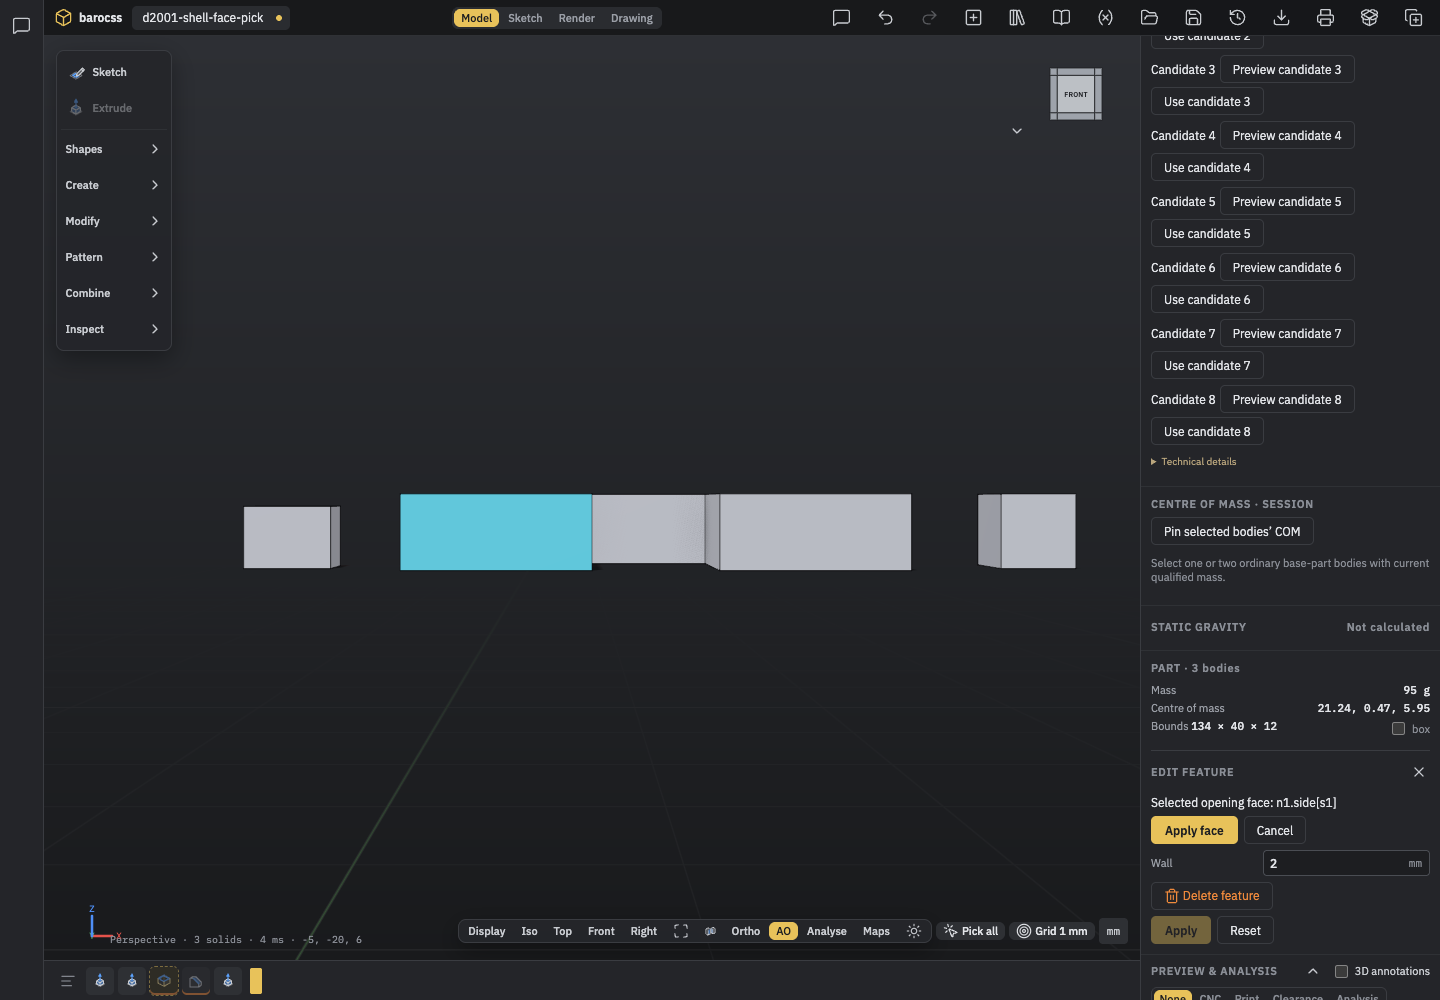 barocss
d2001-shell-face-pick
Model Sketch Render Drawing
Sketch
Extrude
Shapes
Create
Modify
Pattern
Combine
Inspect
FRONT
Use candidate 2
Candidate 3 Preview candidate 3
Use candidate 3
Candidate 4 Preview candidate 4
Use candidate 4
Candidate 5 Preview candidate 5
Use candidate 5
Candidate 6 Preview candidate 6
Use candidate 6
Candidate 7 Preview candidate 7
Use candidate 7
Candidate 8 Preview candidate 8
Use candidate 8
Technical details
CENTRE OF MASS · SESSION
Pin selected bodies’ COM
Select one or two ordinary base-part bodies with current
qualified mass.
STATIC GRAVITY Not calculated
PART · 3 bodies
Mass 95 g
Centre of mass 21.24, 0.47, 5.95
Bounds 134 × 40 × 12 box
EDIT FEATURE
Selected opening face: n1.side[s1]
Apply face Cancel
Wall 2 mm
Delete feature
Apply Reset
PREVIEW & ANALYSIS 3D annotations
None CNC Print Clearance Analysis
Z
X
Perspective · 3 solids · 4 ms · -5, -20, 6
Display Iso Top Front Right Ortho AO Analyse Maps Pick all Grid 1 mm mm